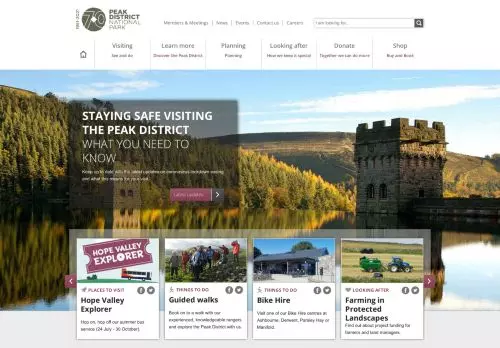 1951-2021
70
PEAK
DISTRICT
NATIONAL
PARK
Members & Meetings | News | Events | Contact us | Careers
I am looking for...
Visiting
See and do
Learn more
Discover the Peak District
Planning
Planning
Looking after
How we keep it special
Donate
Together we can do more
Shop
Buy and Book
STAYING SAFE VISITING
THE PEAK DISTRICT
WHAT YOU NEED TO
KNOW
Keep up to date with the latest updates on coronavirus lockdown easing
and what this means for your visit.
Latest updates
HOPE VALLEY
EXPLORER
PLACES TO VISIT
Hope Valley
Explorer
Hop on, hop off our summer bus
service (24 July - 30 October)
THINGS TO DO
Guided walks
Book on to a walk with our
experienced, knowledgeable rangers
and explore the Peak District with us.
THINGS TO DO
Bike Hire
Visit one of our Bike Hire centres at
Ashbourne, Derwent, Parsley Hay or
Manifold.
LOOKING AFTER
Farming in
Protected
Landscapes
Find out about project funding for
farmers and land managers.